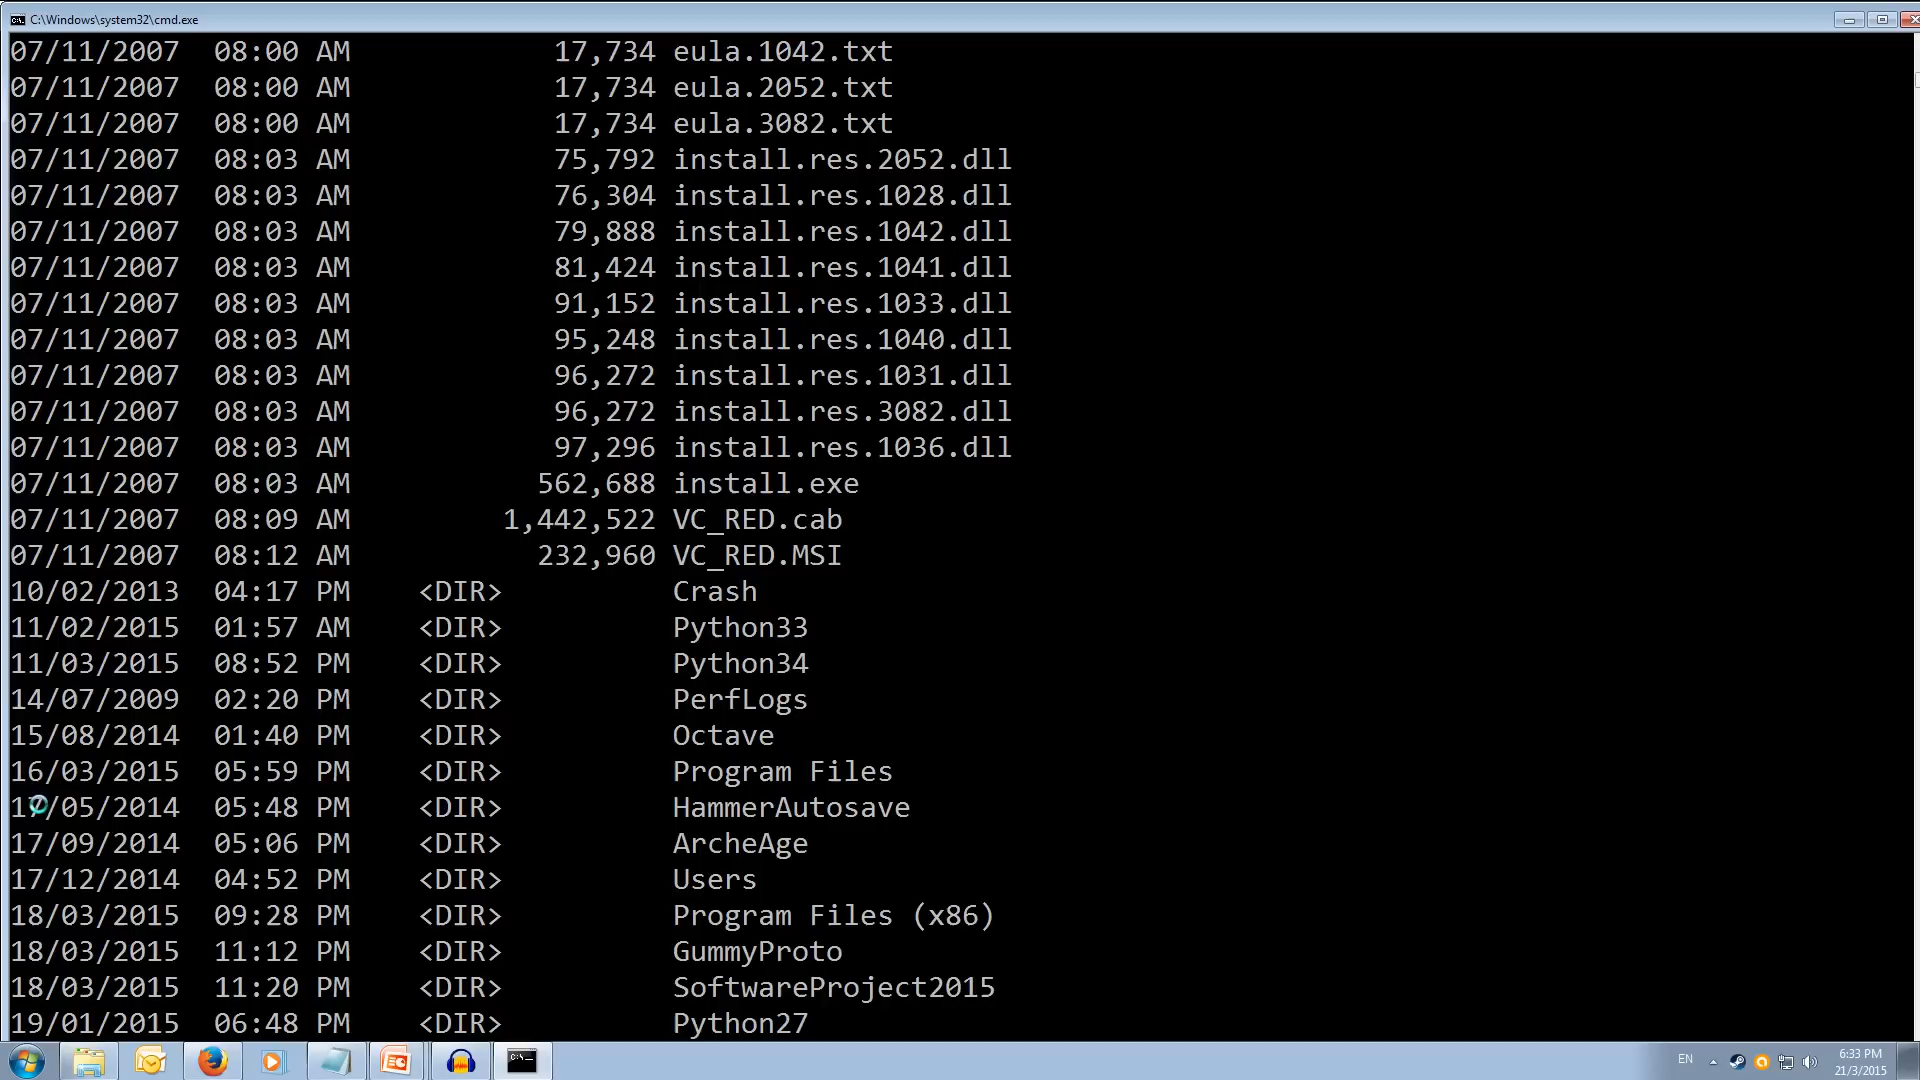 C:\Windows\system32\cmd.exe
07/11/2007  08:00 AM            17,734 eula.1042.txt
07/11/2007  08:00 AM            17,734 eula.2052.txt
07/11/2007  08:00 AM            17,734 eula.3082.txt
07/11/2007  08:03 AM            75,792 install.res.2052.dll
07/11/2007  08:03 AM            76,304 install.res.1028.dll
07/11/2007  08:03 AM            79,888 install.res.1042.dll
07/11/2007  08:03 AM            81,424 install.res.1041.dll
07/11/2007  08:03 AM            91,152 install.res.1033.dll
07/11/2007  08:03 AM            95,248 install.res.1040.dll
07/11/2007  08:03 AM            96,272 install.res.1031.dll
07/11/2007  08:03 AM            96,272 install.res.3082.dll
07/11/2007  08:03 AM            97,296 install.res.1036.dll
07/11/2007  08:03 AM           562,688 install.exe
07/11/2007  08:09 AM         1,442,522 VC_RED.cab
07/11/2007  08:12 AM           232,960 VC_RED.MSI
10/02/2013  04:17 PM    <DIR>          Crash
11/02/2015  01:57 AM    <DIR>          Python33
11/03/2015  08:52 PM    <DIR>          Python34
14/07/2009  02:20 PM    <DIR>          PerfLogs
15/08/2014  01:40 PM    <DIR>          Octave
16/03/2015  05:59 PM    <DIR>          Program Files
17/05/2014  05:48 PM    <DIR>          HammerAutosave
17/09/2014  05:06 PM    <DIR>          ArcheAge
17/12/2014  04:52 PM    <DIR>          Users
18/03/2015  09:28 PM    <DIR>          Program Files (x86)
18/03/2015  11:12 PM    <DIR>          GummyProto
18/03/2015  11:20 PM    <DIR>          SoftwareProject2015
19/01/2015  06:48 PM    <DIR>          Python27
EN
6:33 PM
21/3/2015